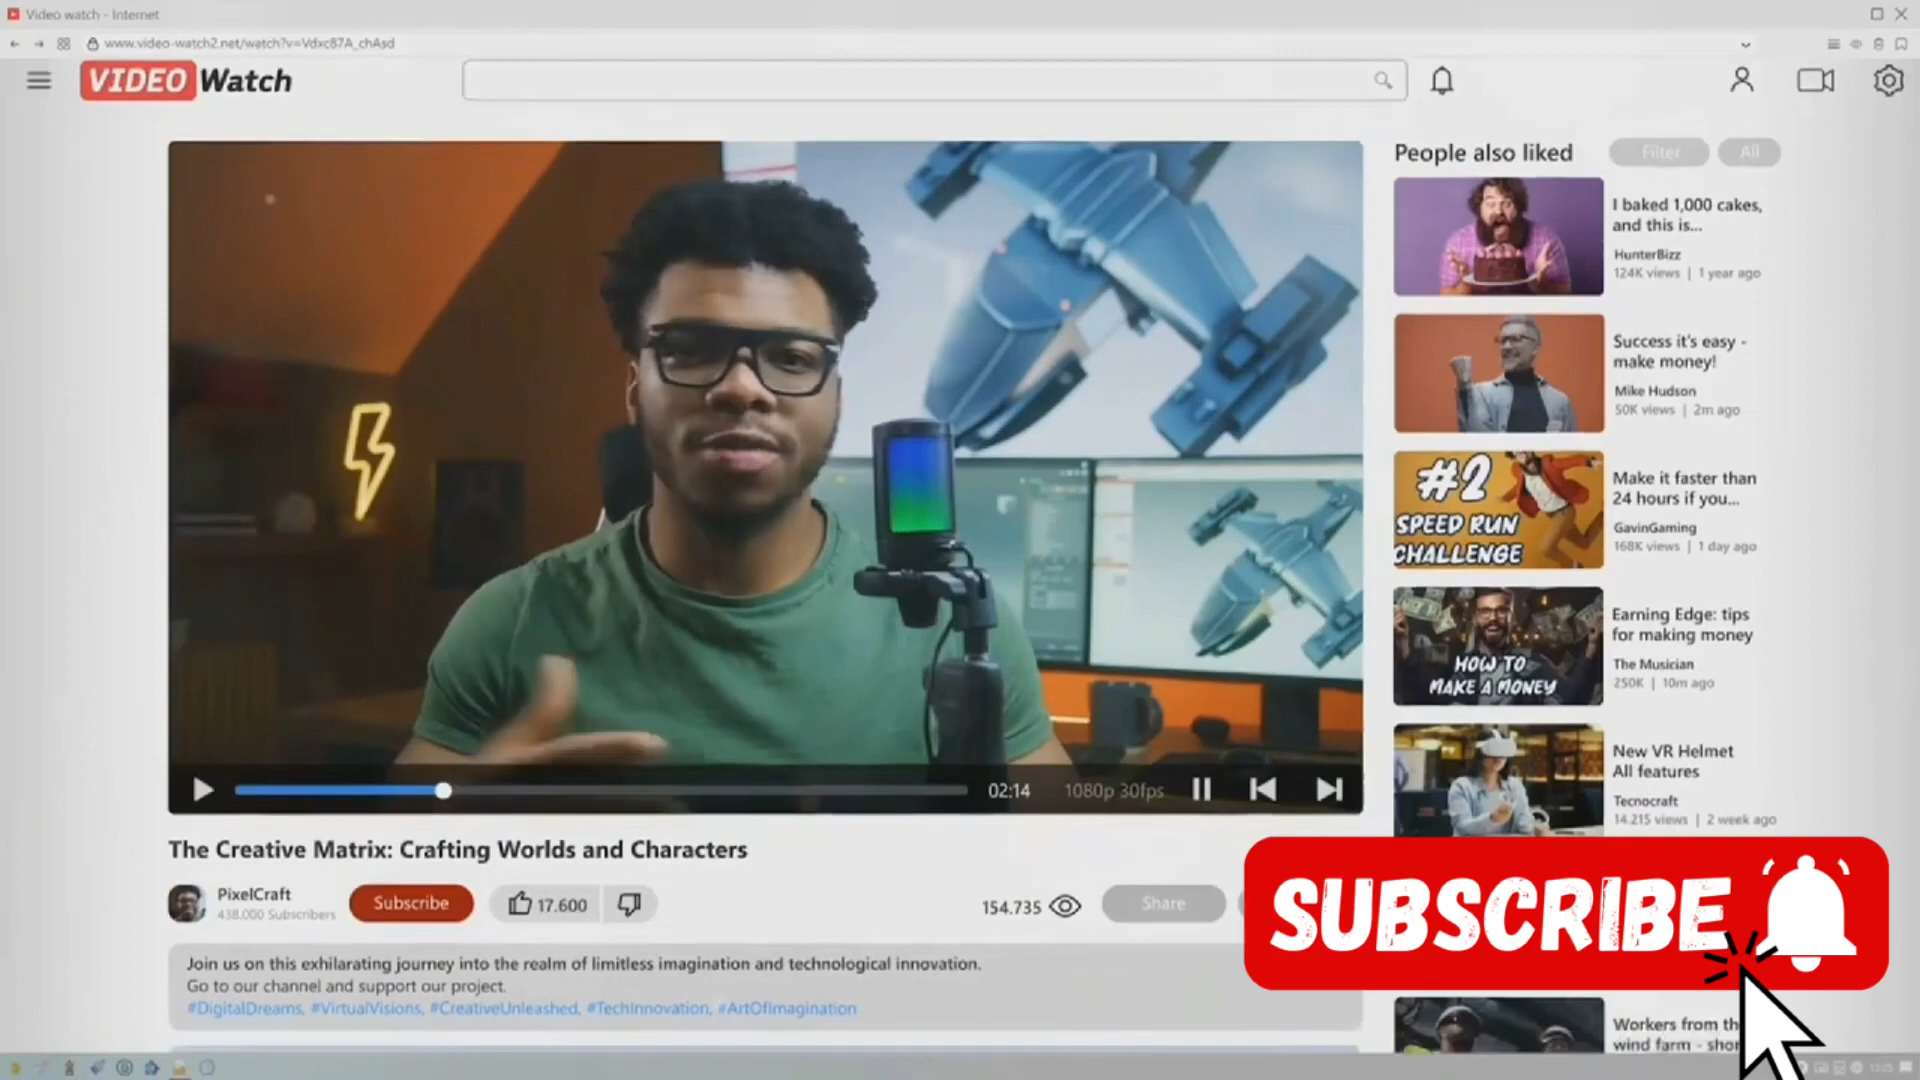 Video watch - Internet
www.video-watch2.net/watch?v=Vdxc87A_chAsd
VIDEO Watch
People also liked
Filter
All
I baked 1,000 cakes,
and this is...
HunterBizz
124K views | 1 year ago
Success it's easy -
make money!
Mike Hudson
50K views | 2m ago
#2
SPEED RUN
CHALLENGE
Make it faster than
24 hours if you...
GavinGaming
168K views | 1 day ago
HOW TO
MAKE A MONEY
Earning Edge: tips
for making money
The Musician
250K | 10m ago
New VR Helmet
All features
Tecnocraft
14.215 views | 2 week ago
02:14
1080p 30fps
The Creative Matrix: Crafting Worlds and Characters
PixelCraft
438.000 Subscribers
Subscribe
17.600
154.735
Share
SUBSCRIBE
Join us on this exhilarating journey into the realm of limitless imagination and technological innovation.
Go to our channel and support our project.
#DigitalDreams, #VirtualVisions, #CreativeUnleashed, #TechInnovation, #ArtOfImagination
Workers from th
wind farm - shor